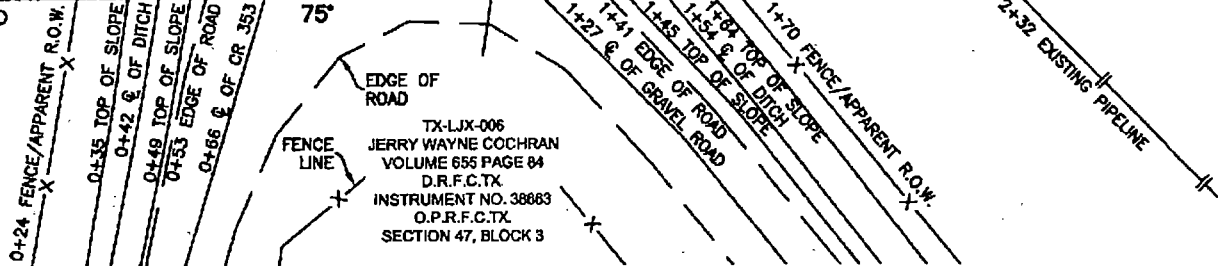 0+24 FENCE/APPARENT R.O.W.
0+35 TOP OF SLOPE
0+42 ℄ OF DITCH
0+49 TOP OF SLOPE
0+53 EDGE OF ROAD
0+66 ℄ OF CR 353
75°
EDGE OF
ROAD
FENCE
LINE
TX-LJX-006
JERRY WAYNE COCHRAN
VOLUME 655 PAGE 84
D.R.F.C.TX.
INSTRUMENT NO. 38663
O.P.R.F.C.TX.
SECTION 47, BLOCK 3
1+27 ℄ OF GRAVEL ROAD
1+41 EDGE OF ROAD
1+45 TOP OF SLOPE
1+54 ℄ OF DITCH
1+64 TOP OF SLOPE
1+70 FENCE/APPARENT R.O.W.
2+32 EXISTING PIPELINE